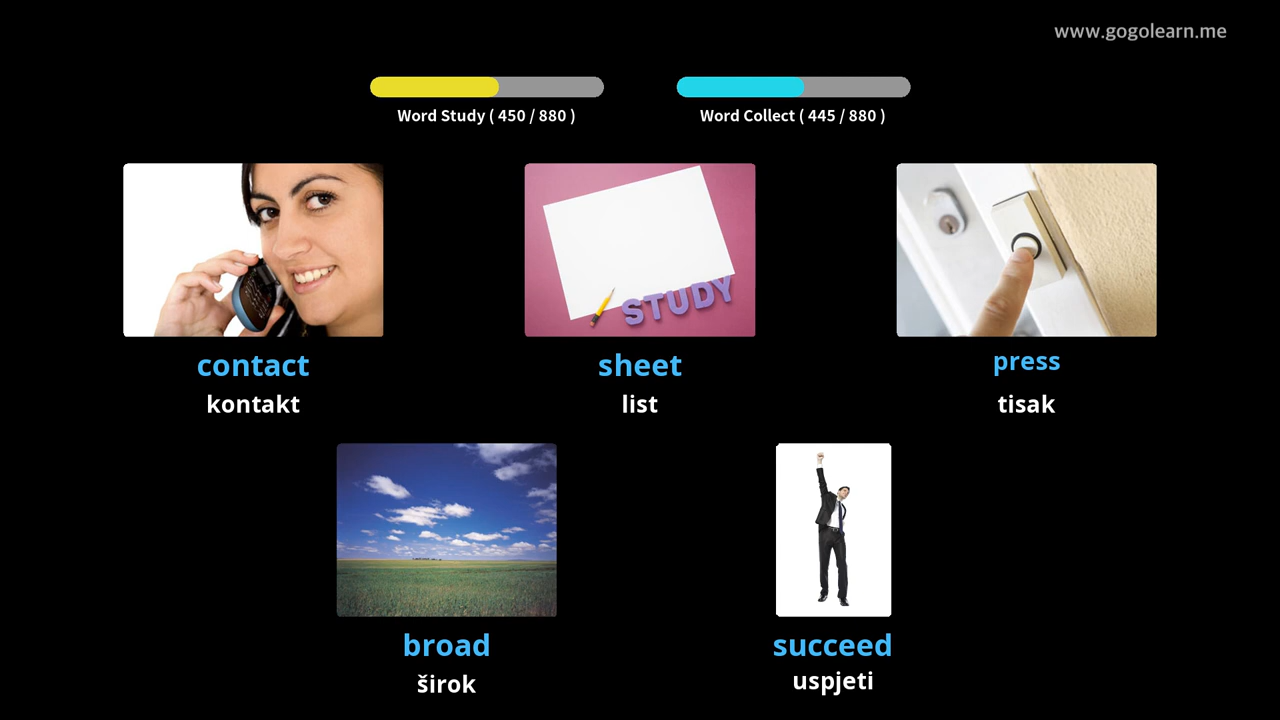 www.gogolearn.me
Word Study ( 450 / 880 )
Word Collect ( 445 / 880 )
STUDY
contact
kontakt
sheet
list
press
tisak
broad
širok
succeed
uspjeti